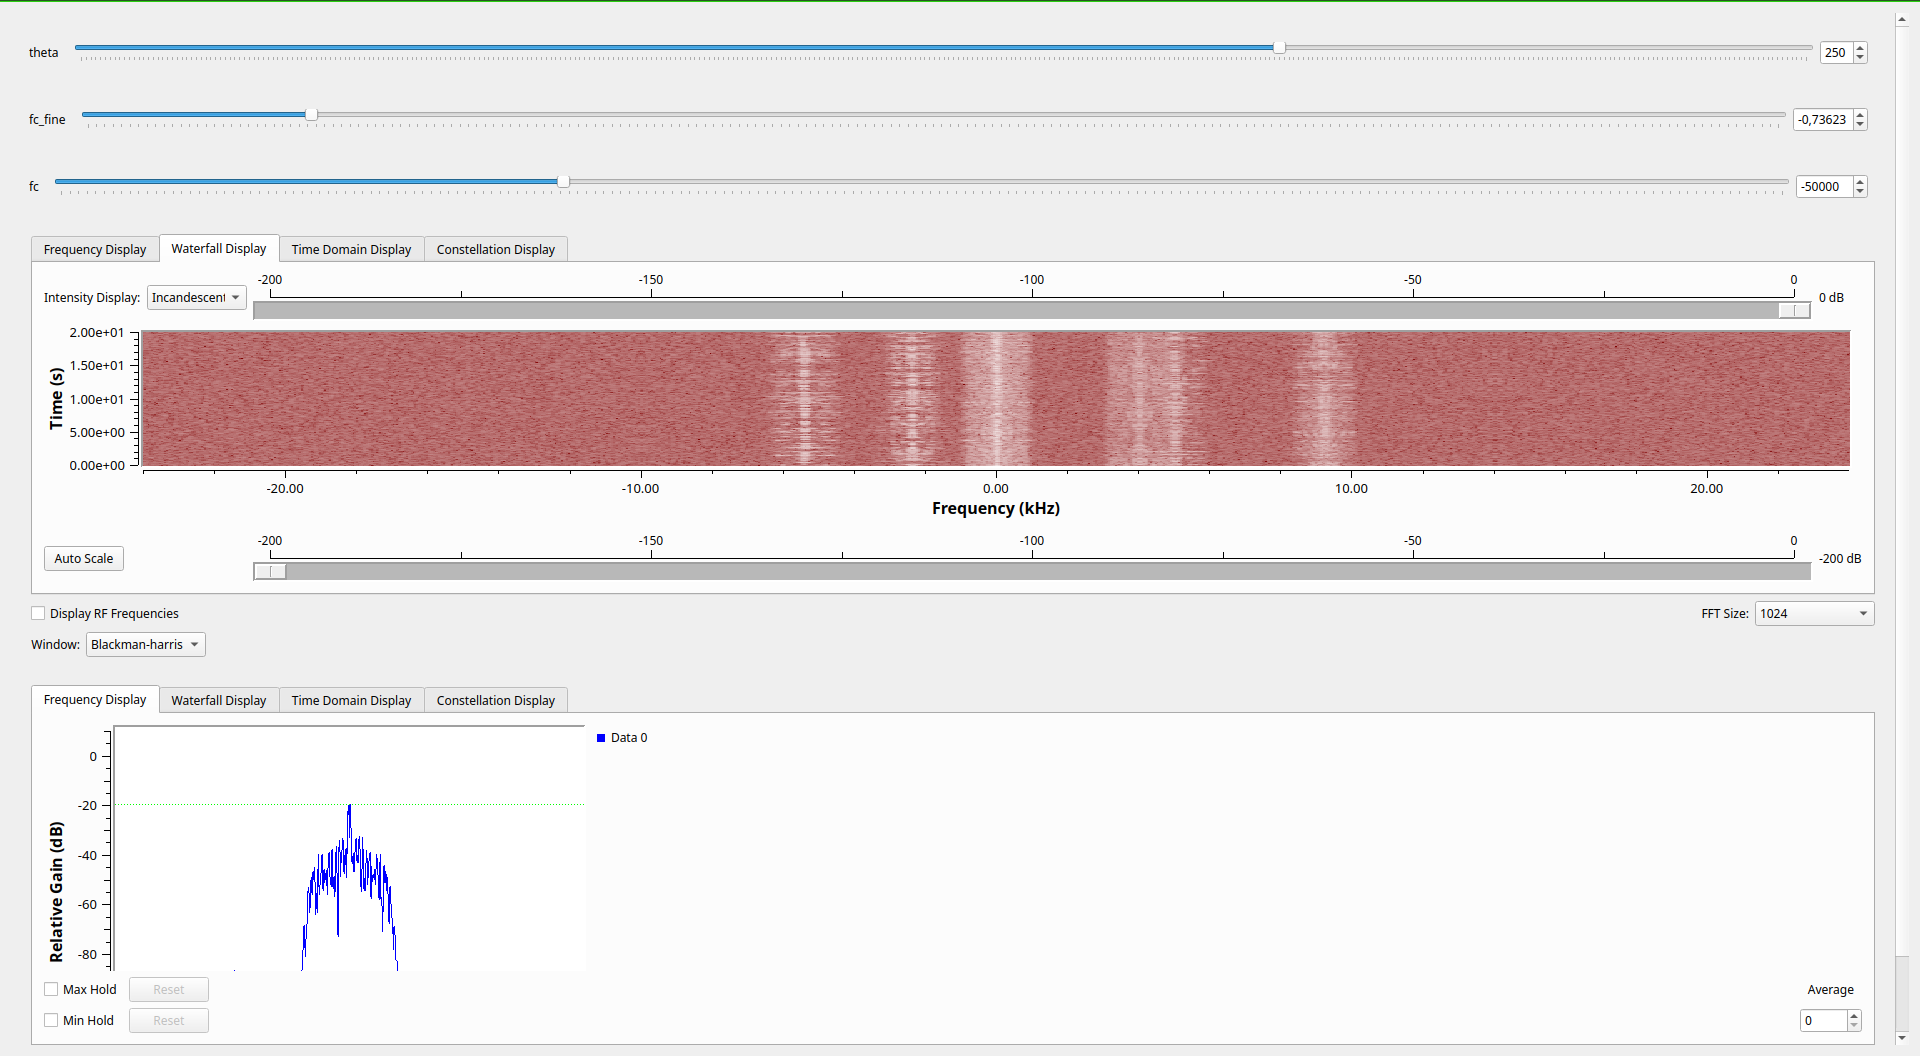 theta 250
fc_fine -0,73623
fc -50000
Frequency Display Waterfall Display Time Domain Display Constellation Display
-200 -150 -100 -50 0
Intensity Display: Incandescent 0 dB
2.00e+01
1.50e+01
1.00e+01
5.00e+00
0.00e+00
Time (s)
-20.00 -10.00 0.00 10.00 20.00
Frequency (kHz)
-200 -150 -100 -50 0
Auto Scale -200 dB
Display RF Frequencies FFT Size: 1024
Window: Blackman-harris
Frequency Display Waterfall Display Time Domain Display Constellation Display
Data 0
0
-20
-40
-60
-80
Relative Gain (dB)
Max Hold Reset Average
Min Hold Reset 0